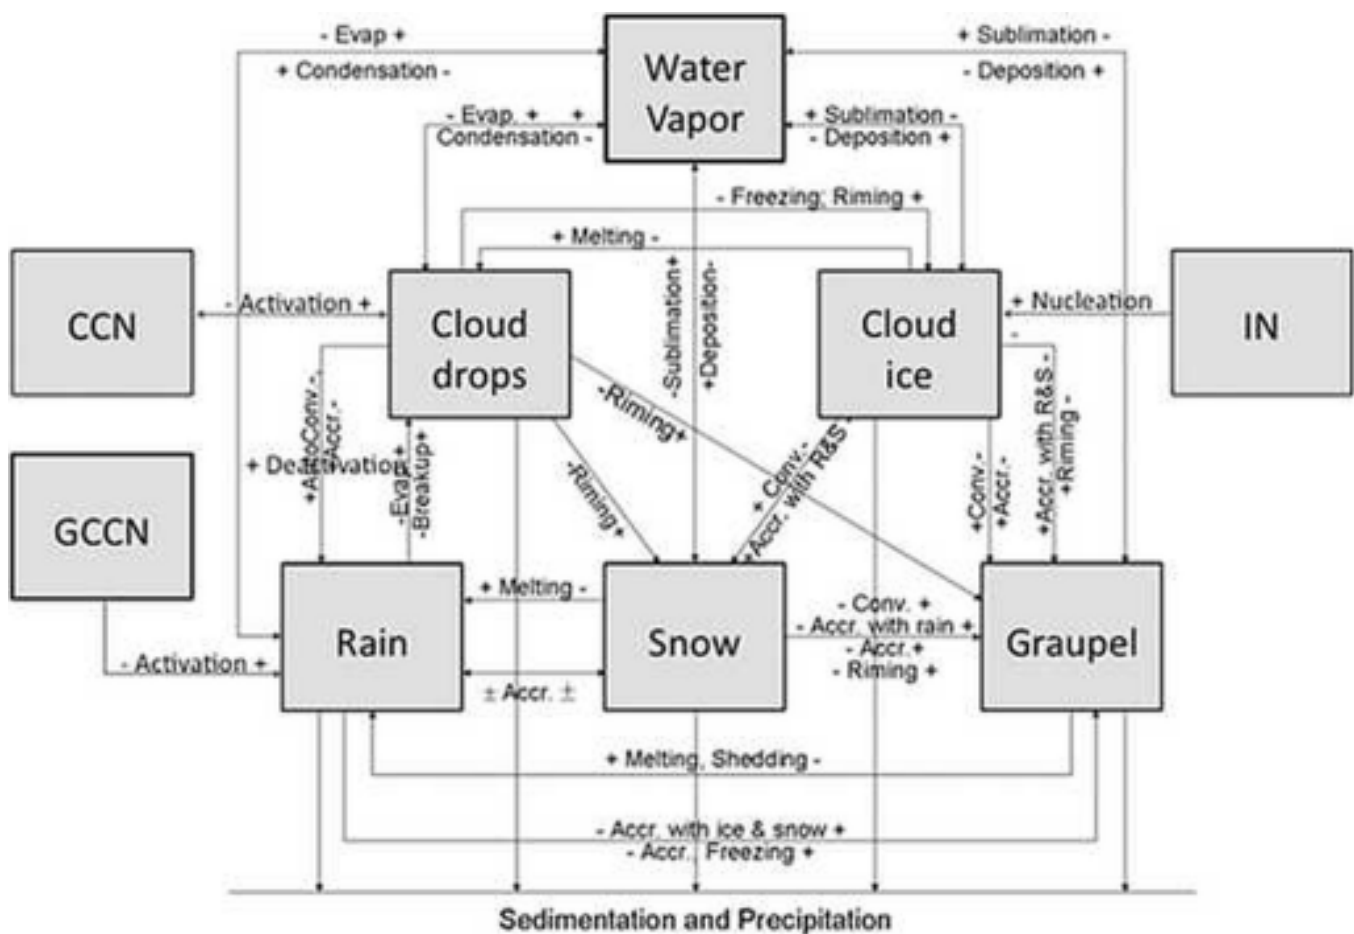 - Evap +
+ Condensation -
Water
Vapor
+ Sublimation -
- Deposition +
- Evap. + +
Condensation -
+ Sublimation -
- Deposition +
- Freezing; Riming +
+ Melting -
CCN
- Activation +
Cloud
drops
-Sublimation+
+Deposition-
Cloud
ice
+ Nucleation
-
IN
+AutoConv.-
+Accr.-
+ Deactivation
-Evap+
-Breakup+
-Riming+
-Riming+
+ Conv.-
+Accr. with R&S -
+Conv.-
+Accr.-
+Accr. with R&S -
+Riming -
GCCN
- Activation +
Rain
+ Melting -
± Accr. ±
Snow
- Conv. +
- Accr. with rain +
- Accr.+
- Riming +
Graupel
+ Melting, Shedding -
- Accr. with ice & snow +
- Accr., Freezing +
Sedimentation and Precipitation